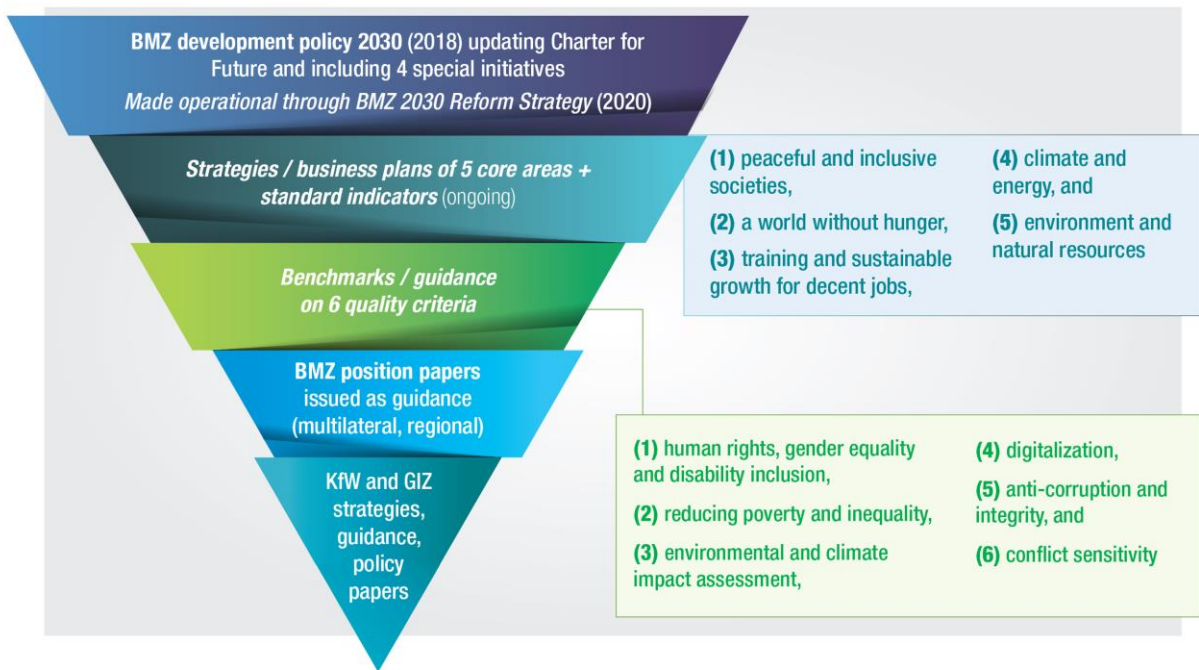 BMZ development policy 2030 (2018) updating Charter for
Future and including 4 special initiatives
Made operational through BMZ 2030 Reform Strategy (2020)
Strategies / business plans of 5 core areas +
standard indicators (ongoing)
(1) peaceful and inclusive
societies,
(2) a world without hunger,
(3) training and sustainable
growth for decent jobs,
(4) climate and
energy, and
(5) environment and
natural resources
Benchmarks / guidance
on 6 quality criteria
BMZ position papers
issued as guidance
(multilateral, regional)
(1) human rights, gender equality
and disability inclusion,
(2) reducing poverty and inequality,
(3) environmental and climate
impact assessment,
(4) digitalization,
(5) anti-corruption and
integrity, and
(6) conflict sensitivity
KfW and GIZ
strategies,
guidance,
policy
papers